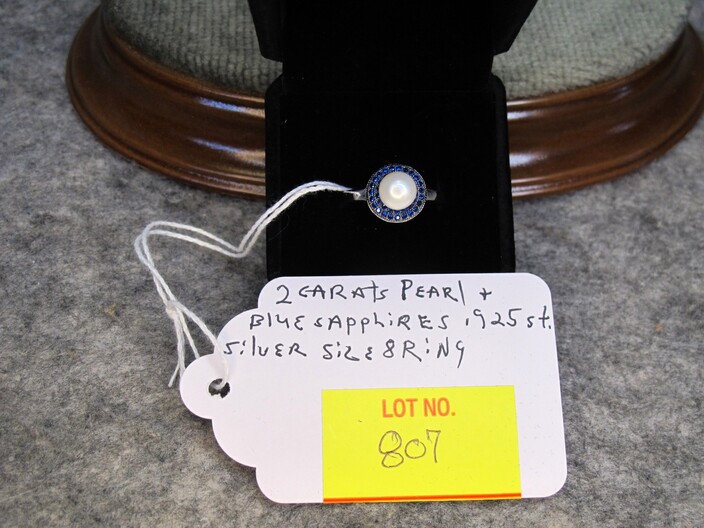 2 CARAts PEARl +
BluE sApphiREs .925 st.
silvER sizE 8 RiNg
LOT NO.
807